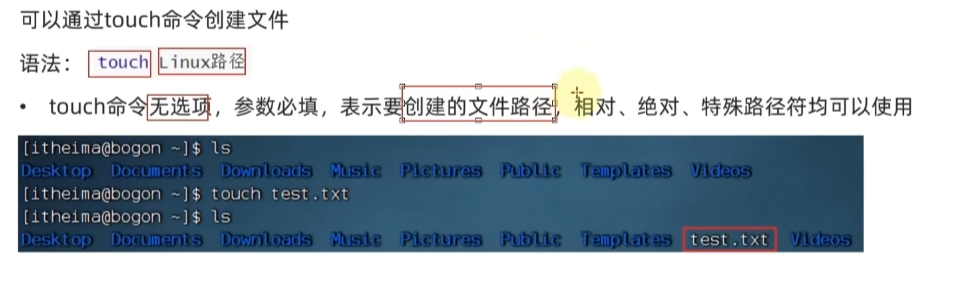 可以通过touch命令创建文件
语法： touch Linux路径
• touch命令无选项，参数必填，表示要创建的文件路径，相对、绝对、特殊路径符均可以使用
[itheima@bogon ~]$ ls
Desktop Documents Downloads Music Pictures Public Templates Videos
[itheima@bogon ~]$ touch test.txt
[itheima@bogon ~]$ ls
Desktop Documents Downloads Music Pictures Public Templates test.txt Videos